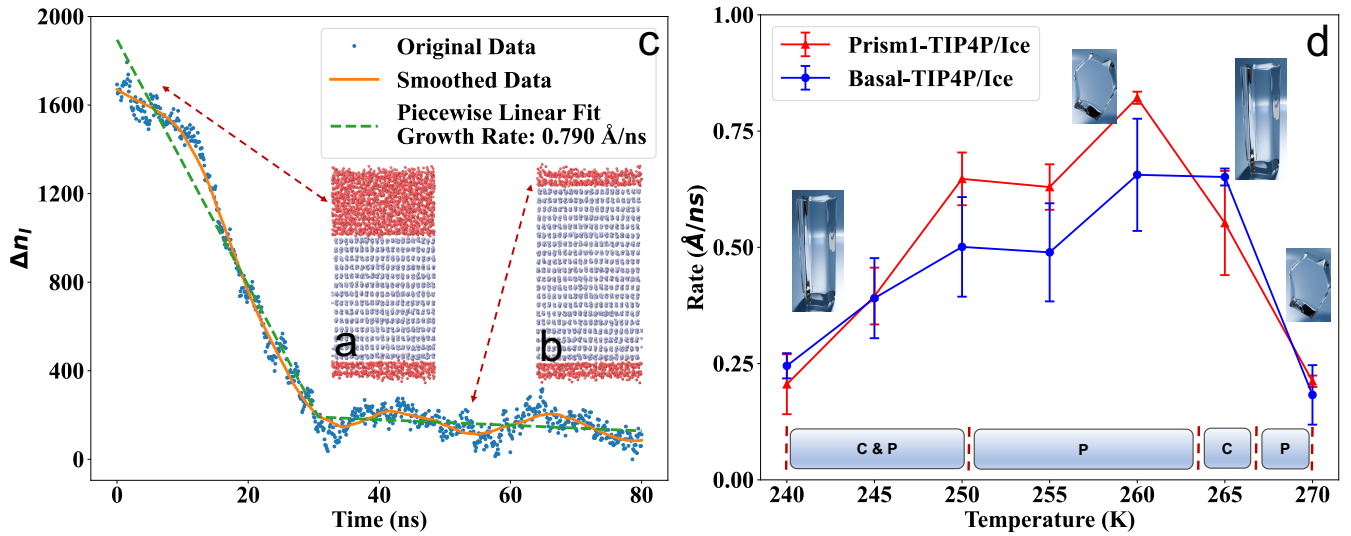 2000
1600
1200
800
400
0
Δn_l
0
20
40
60
80
Time (ns)
c
Original Data
Smoothed Data
Piecewise Linear Fit
Growth Rate: 0.790 Å/ns
a
b
1.00
0.75
0.50
0.25
0.00
Rate (Å/ns)
d
Prism1-TIP4P/Ice
Basal-TIP4P/Ice
C & P
P
C
P
240
245
250
255
260
265
270
Temperature (K)